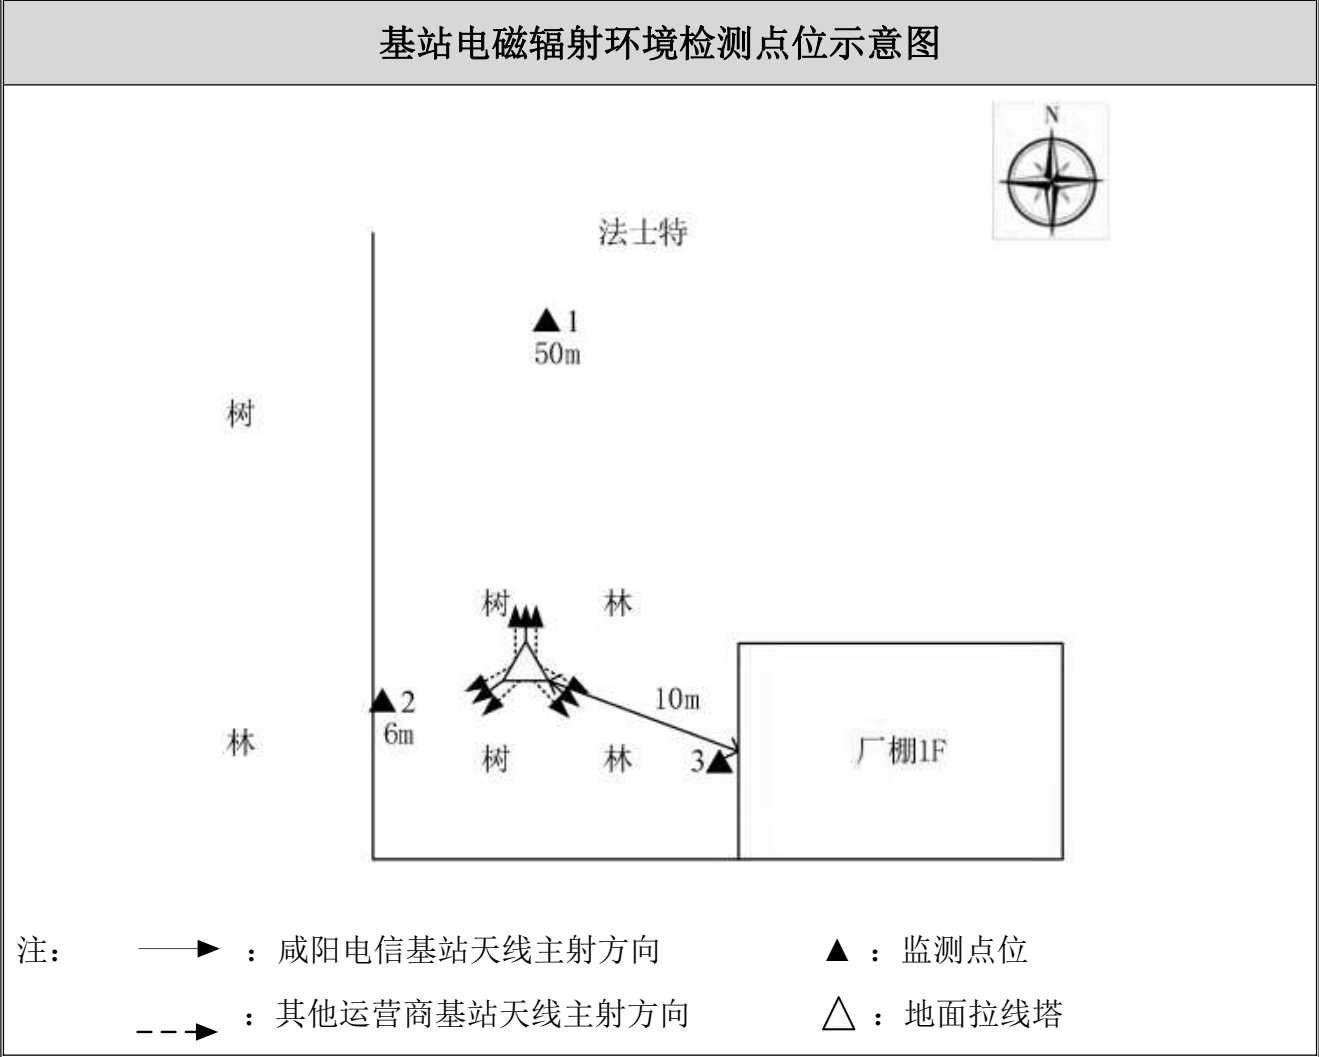 基站电磁辐射环境检测点位示意图
N
法士特
▲1
50m
树
树 林
▲2
6m
10m
林
树 林
3▲
厂棚1F
注： ：咸阳电信基站天线主射方向 ▲：监测点位
：其他运营商基站天线主射方向 △：地面拉线塔